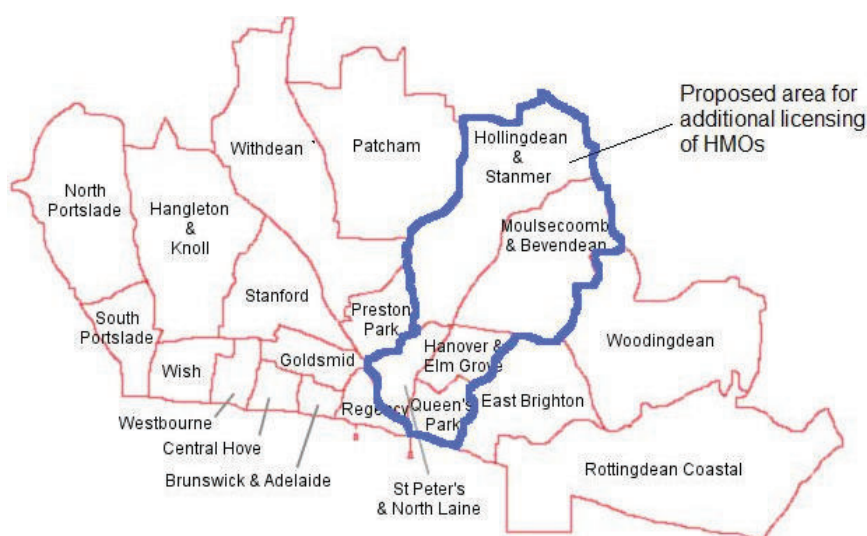 Proposed area for
additional licensing
of HMOs
Hollingdean
&
Stanmer
Withdean
Patcham
North
Portslade
Hangleton
&
Knoll
Moulsecoomb
& Bevendean
Stanford
Preston
Park
South
Portslade
Woodingdean
Hanover &
Elm Grove
Goldsmid
Wish
Regency
Queen's
Park
East Brighton
Westbourne
Central Hove
Brunswick & Adelaide
Rottingdean Coastal
St Peter's
& North Laine